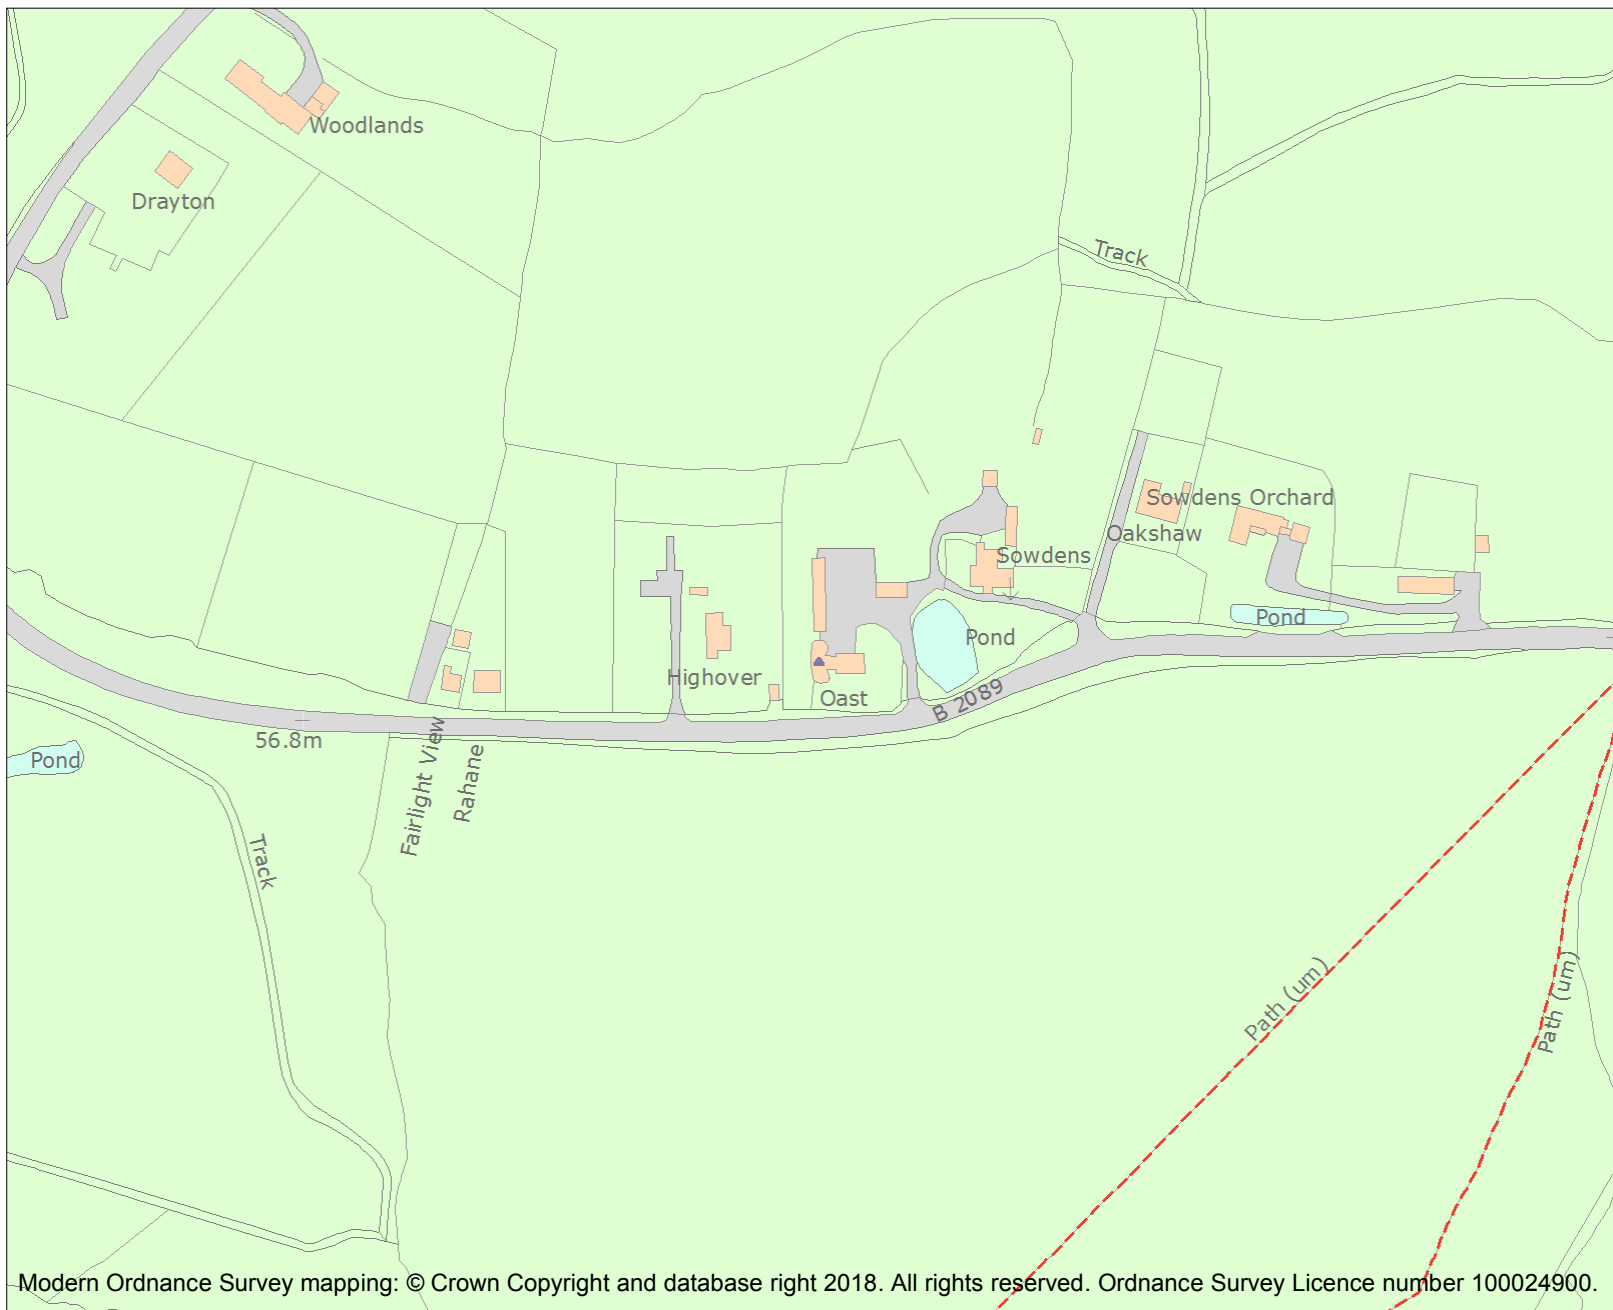 Woodlands
Drayton
Track
Sowdens Orchard
Oakshaw
Sowdens
Pond
Pond
Highover
Oast
B 2089
56.8m
Fairlight View
Rahane
Pond
Track
Path (um)
Path (um)
Modern Ordnance Survey mapping: © Crown Copyright and database right 2018. All rights reserved. Ordnance Survey Licence number 100024900.